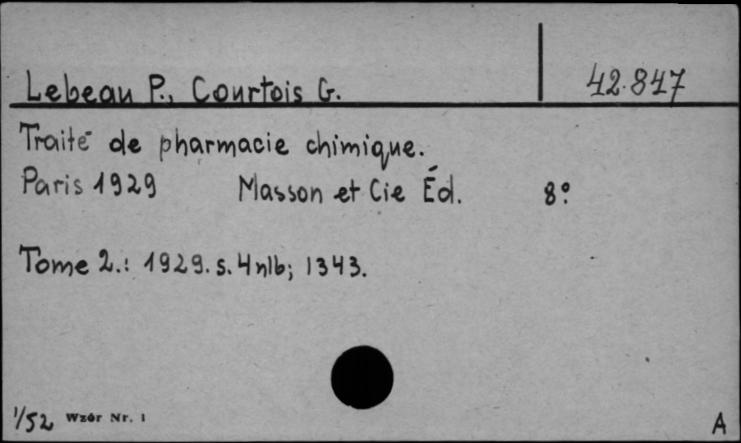 Lebeau P., Courtois G. 42.847
Traité de pharmacie chimique.
Paris 1929 Masson et Cie Éd. 8°
Tome 2.: 1929. s. 4nlb; 1343.
1/52 Wzór Nr. 1 A